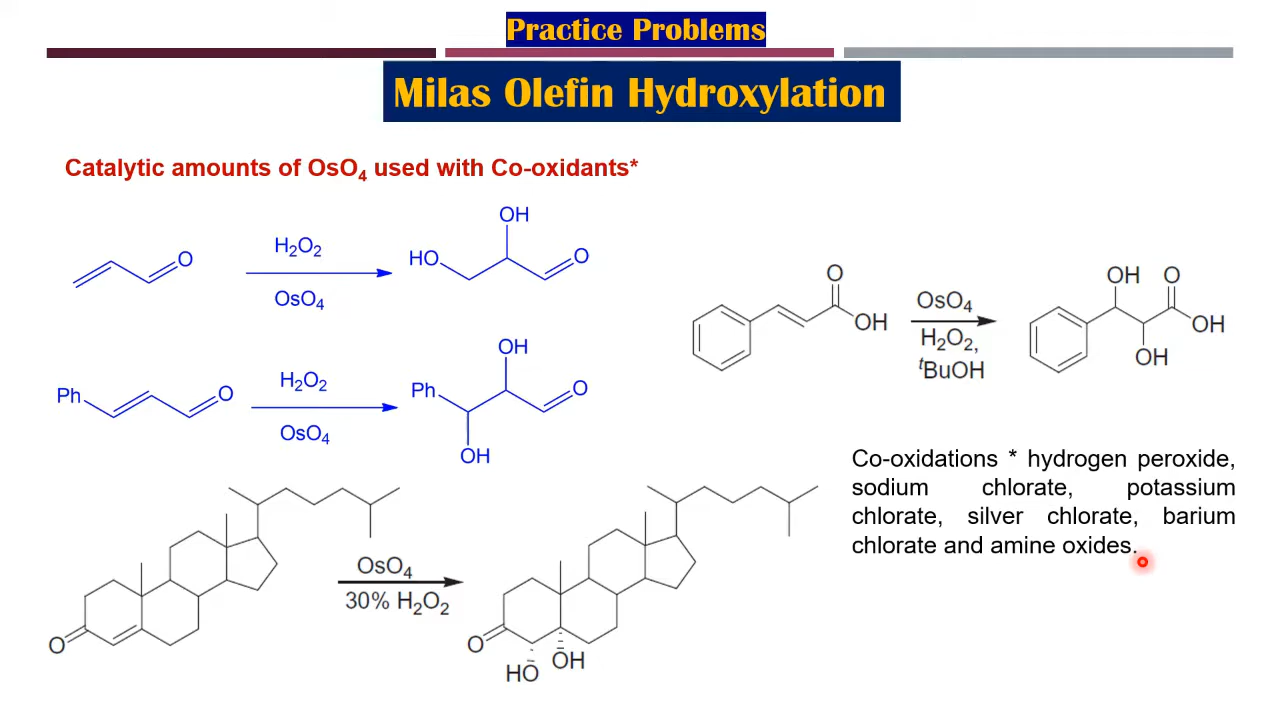 Practice Problems
Milas Olefin Hydroxylation
Catalytic amounts of OsO4 used with Co-oxidants*
O
H2O2
OsO4
OH
HO
O
Ph
O
H2O2
OsO4
OH
Ph
O
OH
O
OH
OsO4
H2O2,
tBuOH
OH
O
OH
OH
O
OsO4
30% H2O2
O
HO
OH
Co-oxidations * hydrogen peroxide,
sodium chlorate, potassium
chlorate, silver chlorate, barium
chlorate and amine oxides.